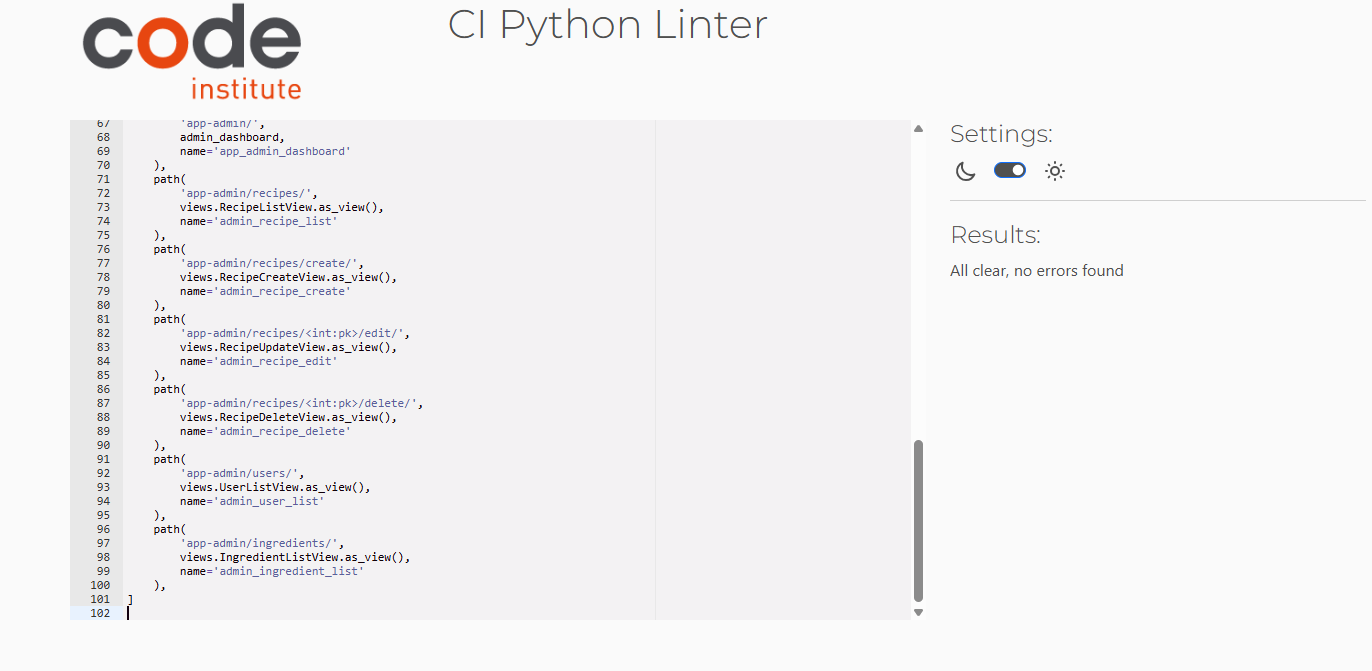 code
institute
CI Python Linter
67 'app-admin/',
68 admin_dashboard,
69 name='app_admin_dashboard'
70 ),
71 path(
72 'app-admin/recipes/',
73 views.RecipeListView.as_view(),
74 name='admin_recipe_list'
75 ),
76 path(
77 'app-admin/recipes/create/',
78 views.RecipeCreateView.as_view(),
79 name='admin_recipe_create'
80 ),
81 path(
82 'app-admin/recipes/<int:pk>/edit/',
83 views.RecipeUpdateView.as_view(),
84 name='admin_recipe_edit'
85 ),
86 path(
87 'app-admin/recipes/<int:pk>/delete/',
88 views.RecipeDeleteView.as_view(),
89 name='admin_recipe_delete'
90 ),
91 path(
92 'app-admin/users/',
93 views.UserListView.as_view(),
94 name='admin_user_list'
95 ),
96 path(
97 'app-admin/ingredients/',
98 views.IngredientListView.as_view(),
99 name='admin_ingredient_list'
100 ),
101 ]
102
Settings:
Results:
All clear, no errors found